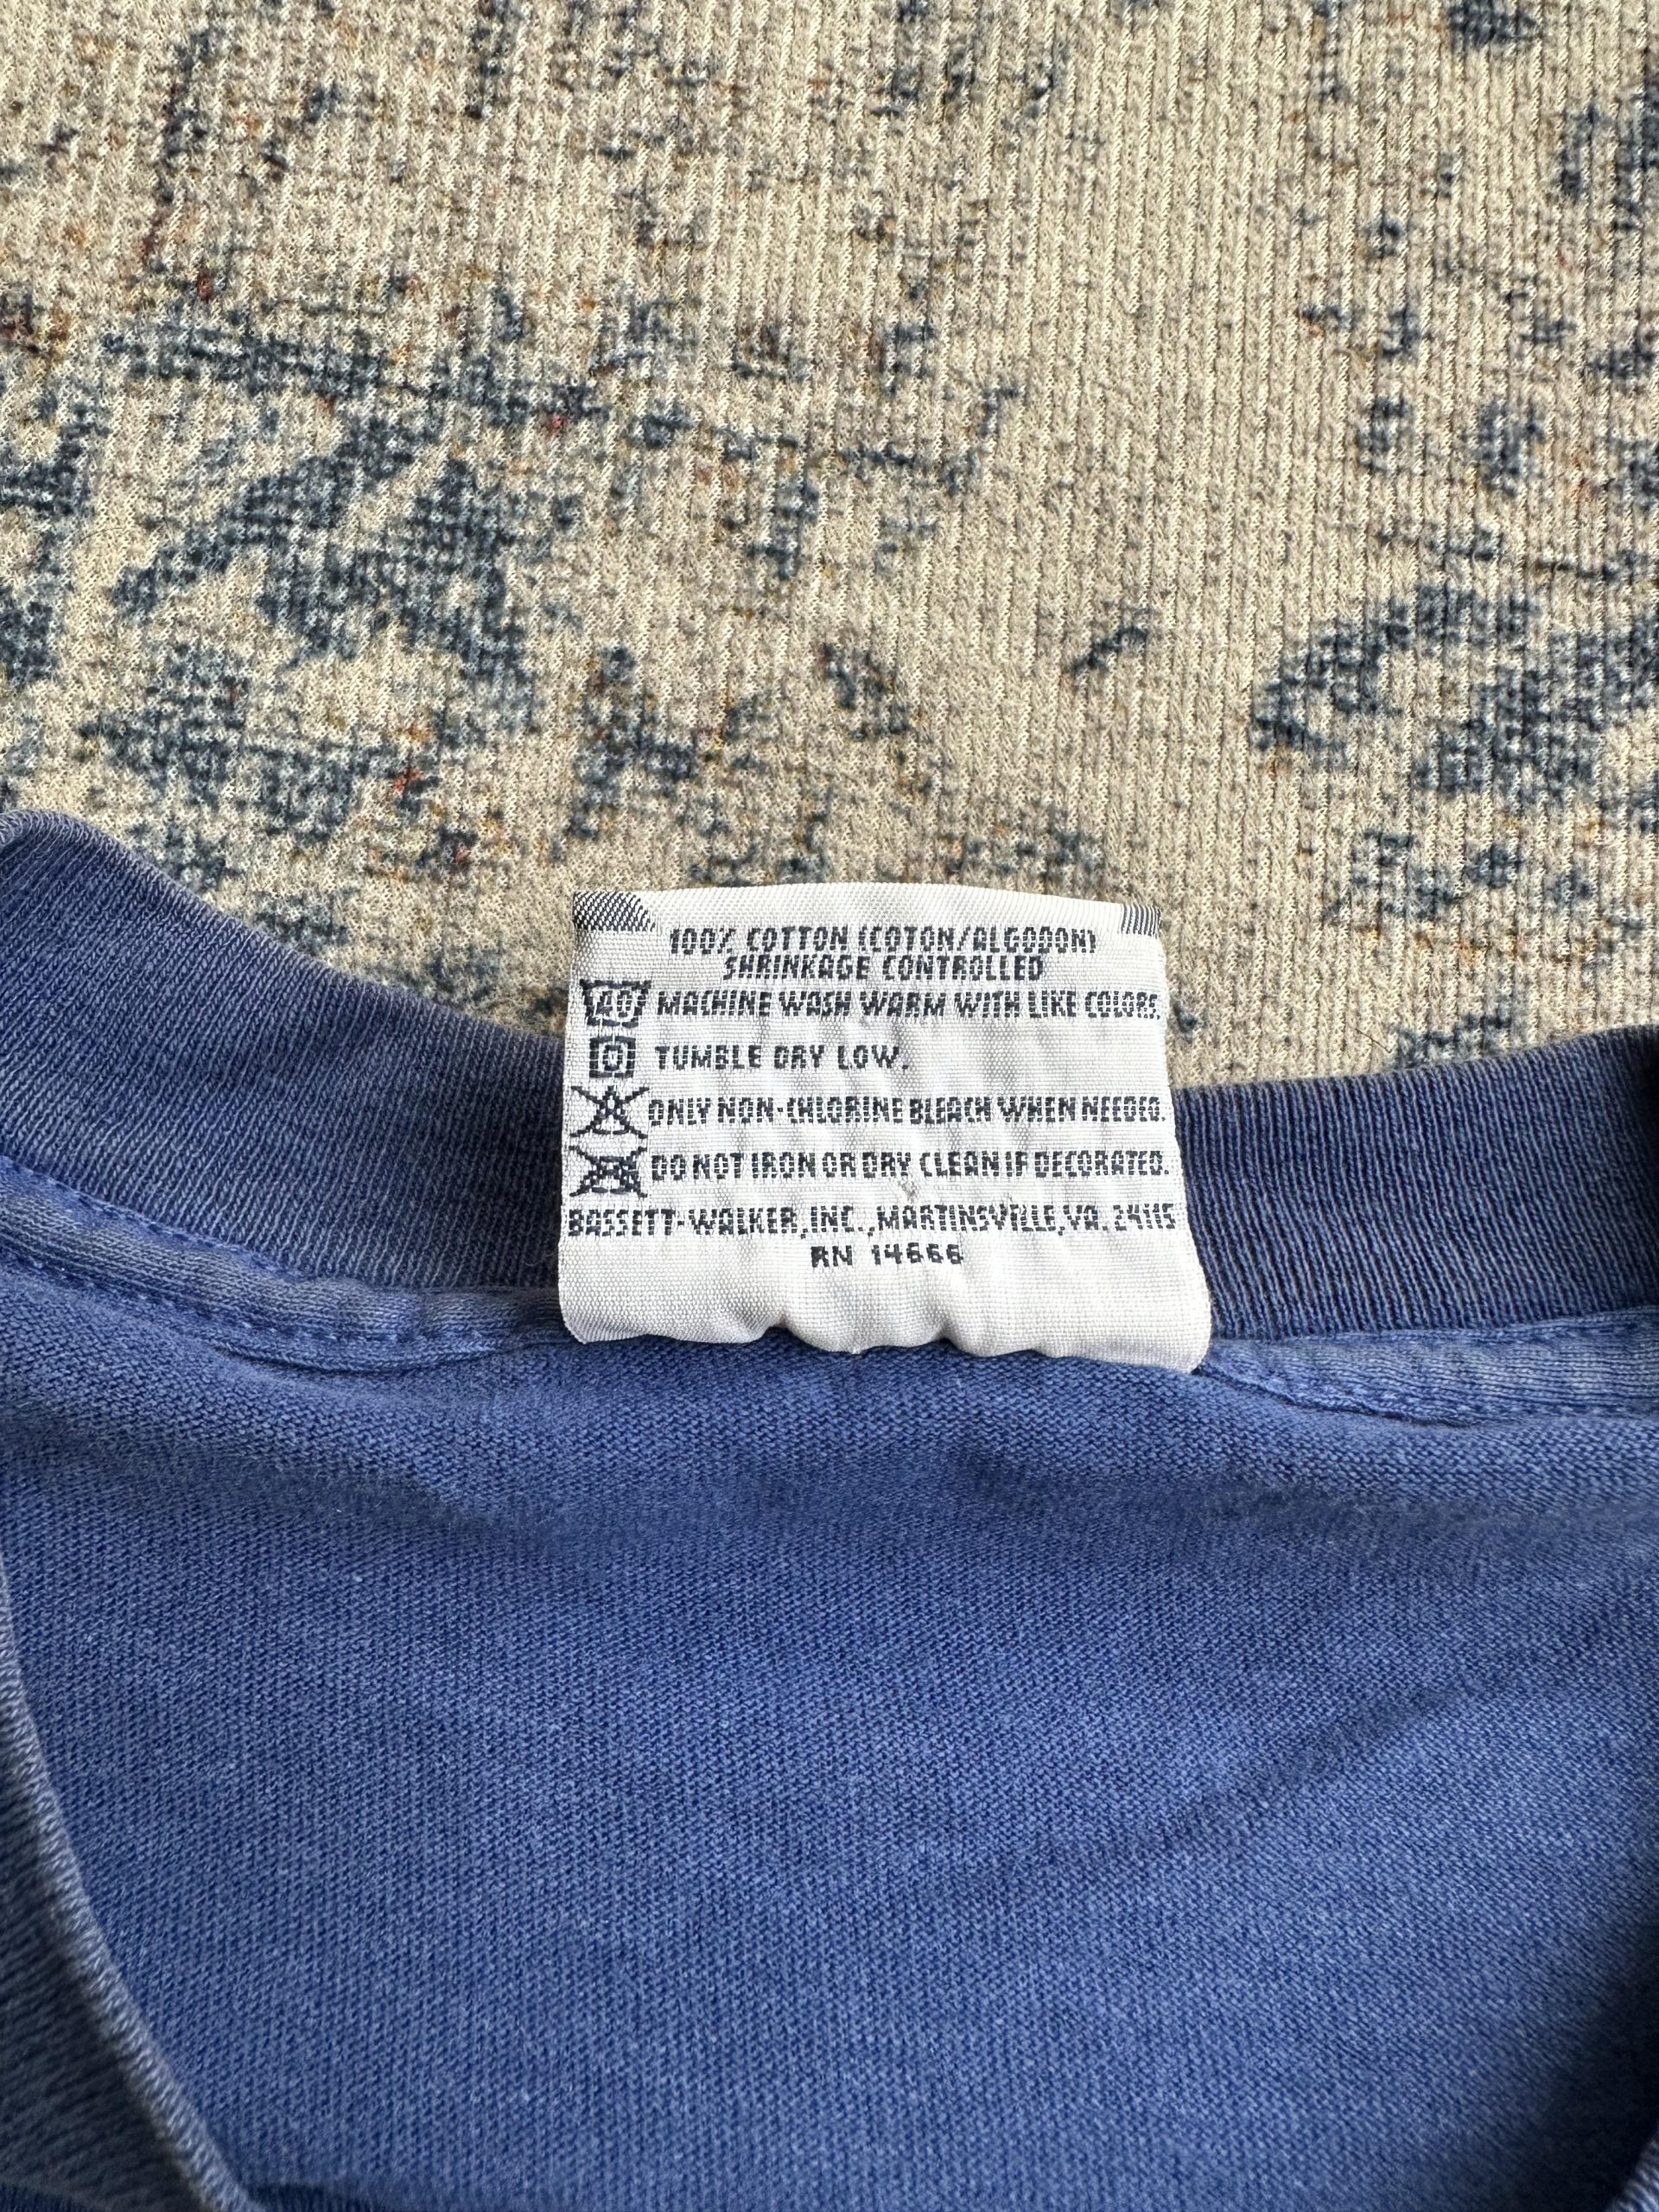 100% COTTON (COTON/ALGODON)
SHRINKAGE CONTROLLED
40 MACHINE WASH WARM WITH LIKE COLORS.
TUMBLE DRY LOW.
ONLY NON-CHLORINE BLEACH WHEN NEEDED.
DO NOT IRON OR DRY CLEAN IF DECORATED.
BASSETT-WALKER, INC., MARTINSVILLE, VA. 24115
RN 14666